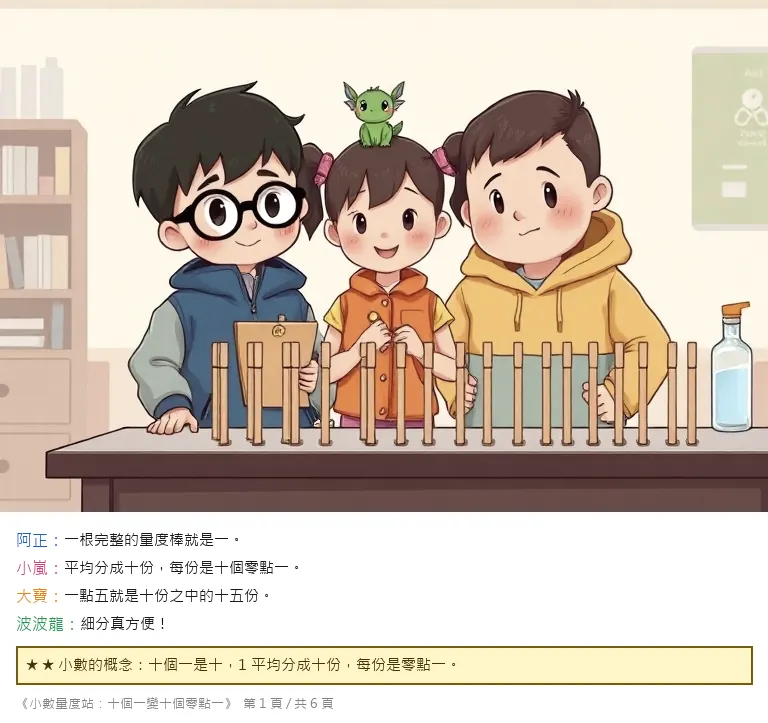 阿正：一根完整的量度棒就是一。
小嵐：平均分成十份，每份是十個零點一。
大寶：一點五就是十份之中的十五份。
波波龍：細分真方便！
★★ 小數的概念：十個一是十，1 平均分成十份，每份是零點一。
《小數量度站：十個一變十個零點一》 第 1 頁 / 共 6 頁